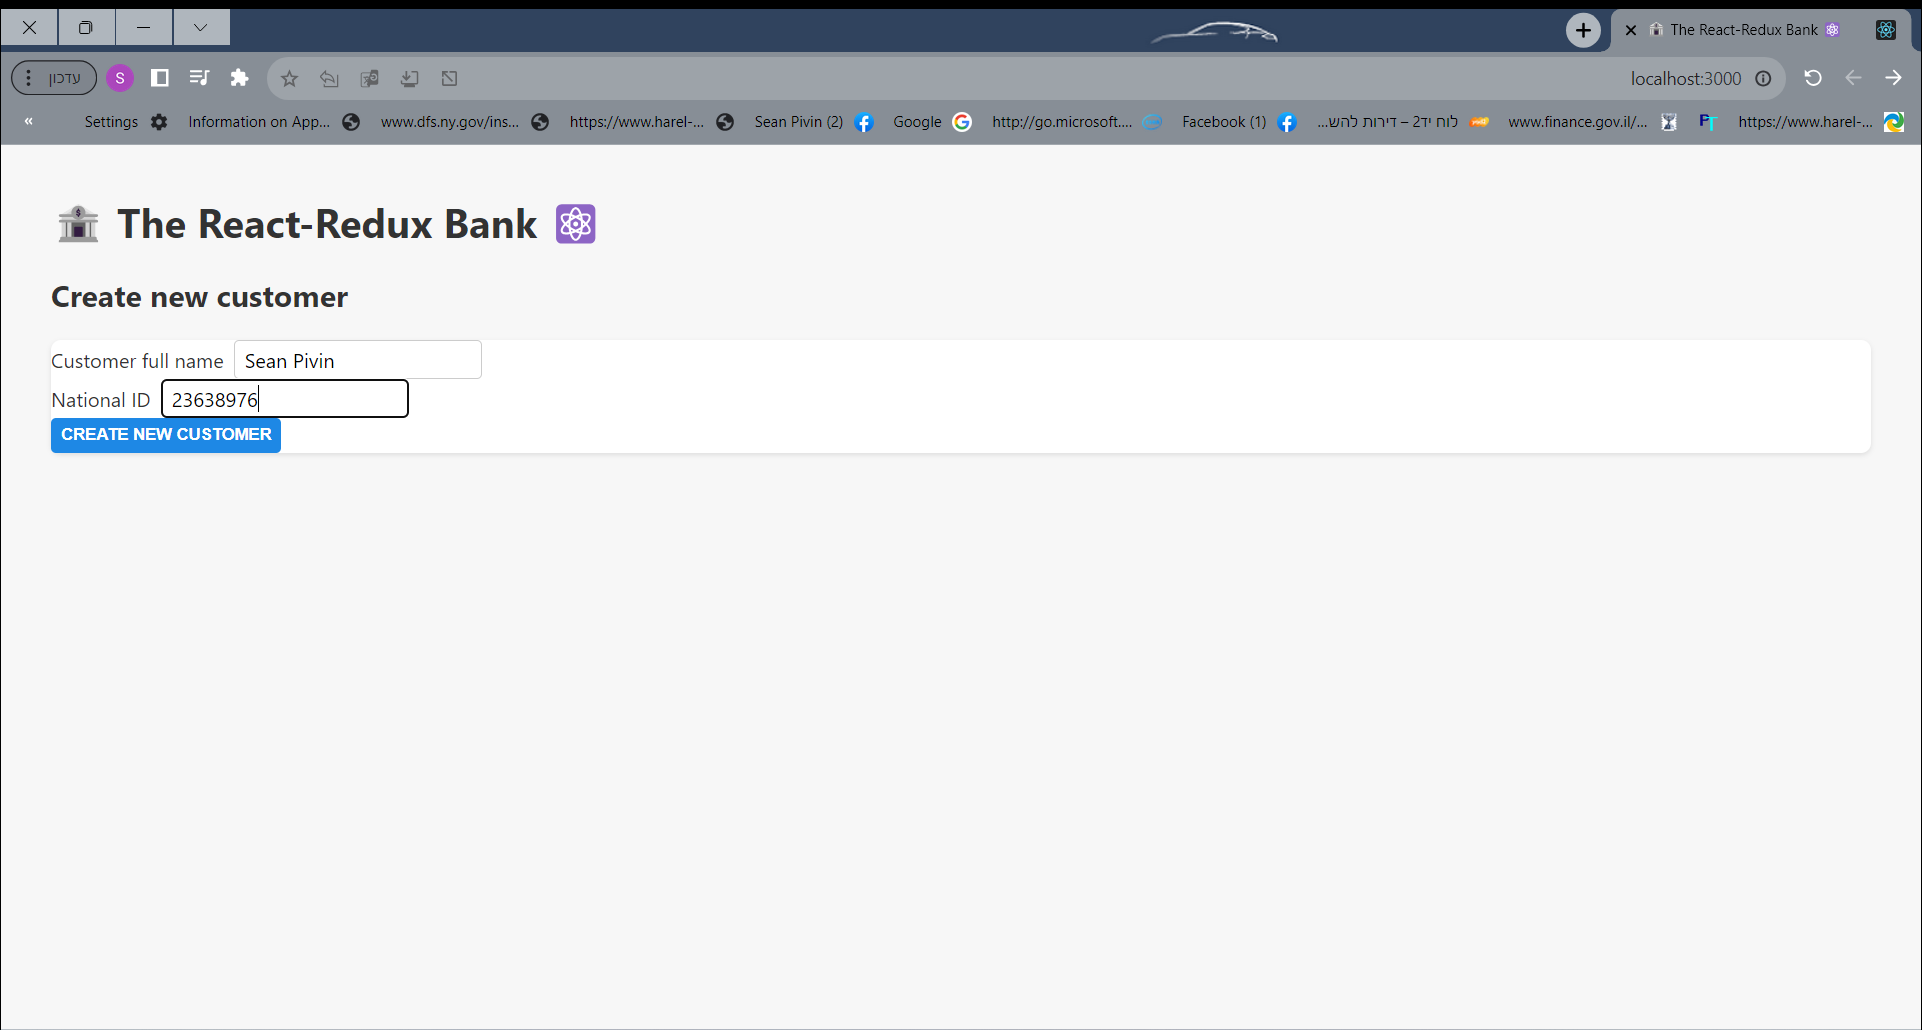 The React-Redux Bank
עדכון
S
localhost:3000
«
Settings
Information on App...
www.dfs.ny.gov/ins...
https://www.harel-...
Sean Pivin (2)
Google
http://go.microsoft....
Facebook (1)
לוח יד2 – דירות להש...
www.finance.gov.il/...
PT
https://www.harel-...
The React-Redux Bank
Create new customer
Customer full name Sean Pivin
National ID 23638976
CREATE NEW CUSTOMER